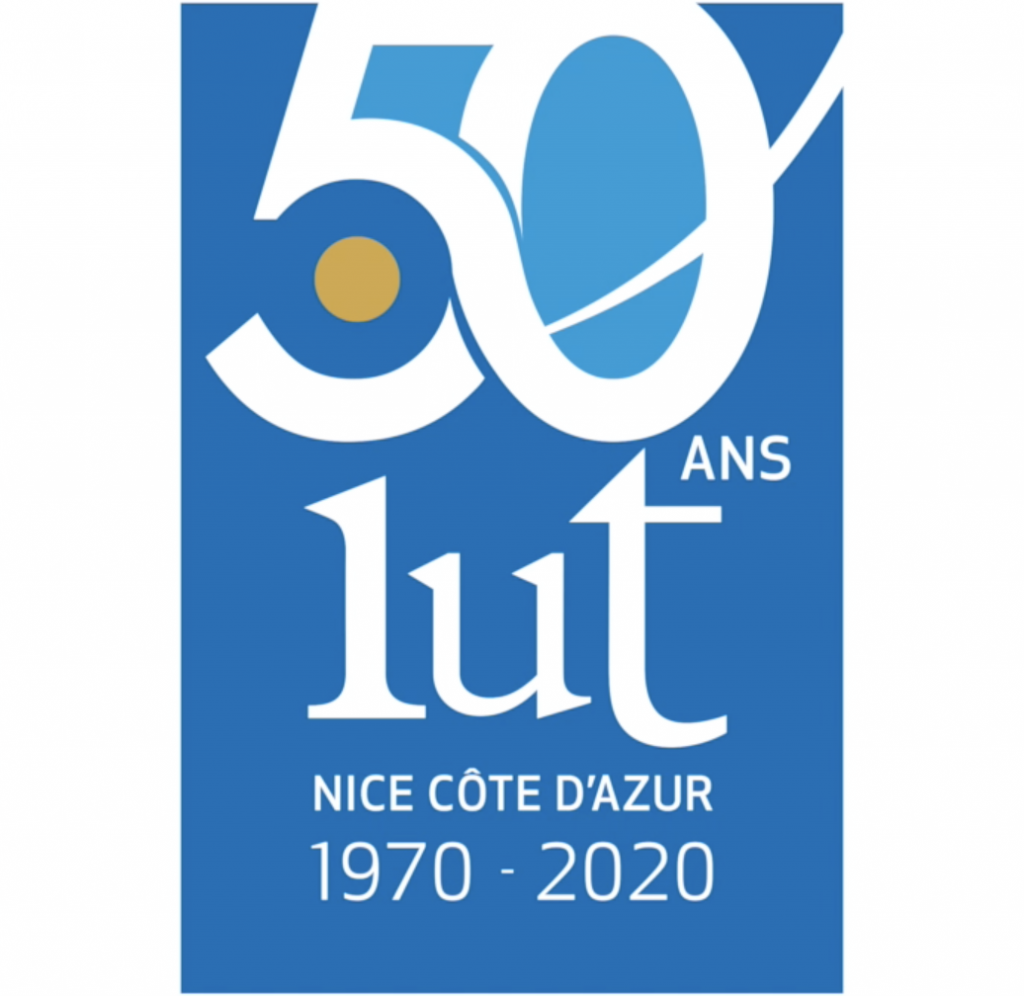 50
ANS
iut
NICE CÔTE D'AZUR
1970 - 2020